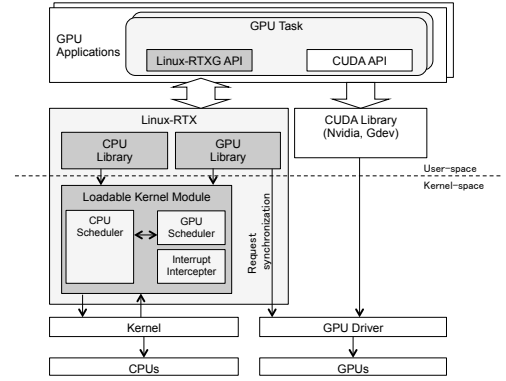 GPU Task
GPU
Applications
Linux-RTXG API
CUDA API
Linux-RTX
CUDA Library
(Nvidia, Gdev)
CPU
Library
GPU
Library
User-space
Kernel-space
Loadable Kernel Module
CPU
Scheduler
GPU
Scheduler
Interrupt
Intercepter
Request
synchronization
Kernel
GPU Driver
CPUs
GPUs